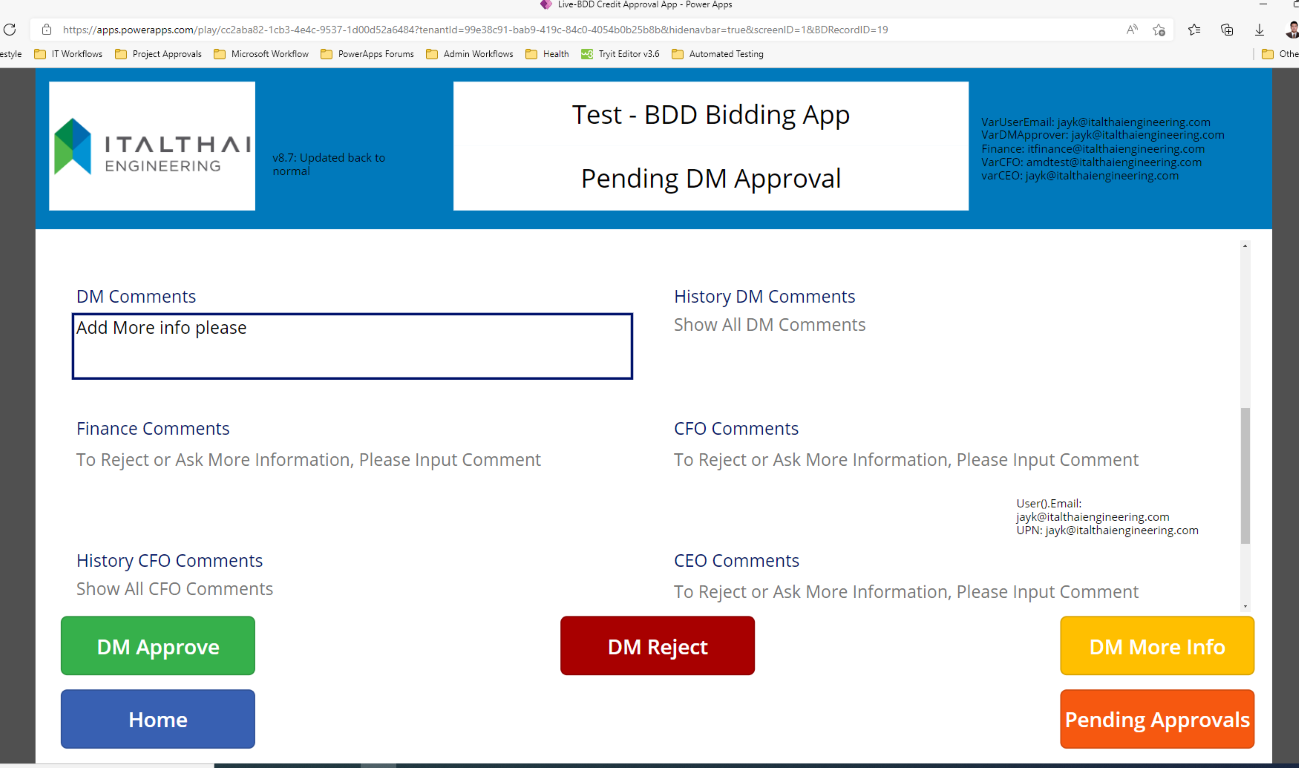 Live-BDD Credit Approval App - Power Apps
https://apps.powerapps.com/play/cc2aba82-1cb3-4e4c-9537-1d00d52a6484?tenantId=99e38c91-bab9-419c-84c0-4054b0b25b8b&hidenavbar=true&screenID=1&BDRecordID=19
estyle IT Workflows Project Approvals Microsoft Workflow PowerApps Forums Admin Workflows Health Tryit Editor v3.6 Automated Testing Othe
ITALTHAI
ENGINEERING
v8.7: Updated back to
normal
Test - BDD Bidding App
Pending DM Approval
VarUserEmail: jayk@italthaiengineering.com
VarDMApprover: jayk@italthaiengineering.com
Finance: itfinance@italthaiengineering.com
VarCFO: amdtest@italthaiengineering.com
varCEO: jayk@italthaiengineering.com
DM Comments
Add More info please
History DM Comments
Show All DM Comments
Finance Comments
To Reject or Ask More Information, Please Input Comment
CFO Comments
To Reject or Ask More Information, Please Input Comment
User().Email:
jayk@italthaiengineering.com
UPN: jayk@italthaiengineering.com
History CFO Comments
Show All CFO Comments
CEO Comments
To Reject or Ask More Information, Please Input Comment
DM Approve
DM Reject
DM More Info
Home
Pending Approvals